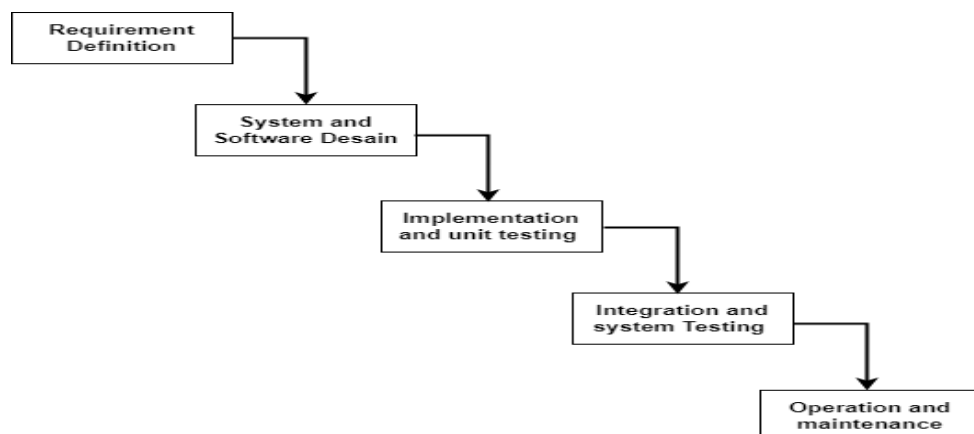 Requirement
Definition
System and
Software Desain
Implementation
and unit testing
Integration and
system Testing
Operation and
maintenance